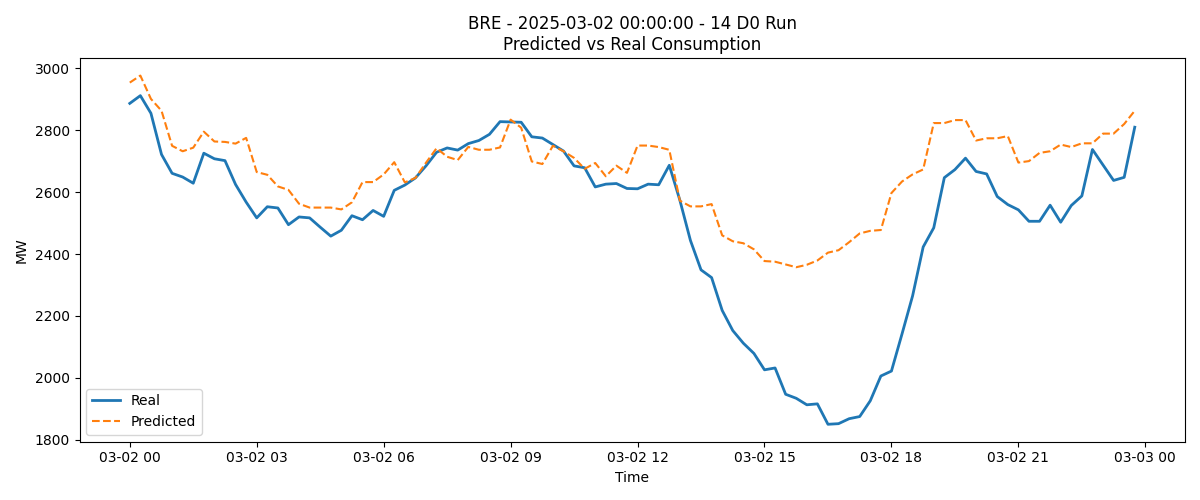 BRE - 2025-03-02 00:00:00 - 14 D0 Run
Predicted vs Real Consumption
MW
3000
2800
2600
2400
2200
2000
1800
Real
Predicted
03-02 00
03-02 03
03-02 06
03-02 09
03-02 12
03-02 15
03-02 18
03-02 21
03-03 00
Time